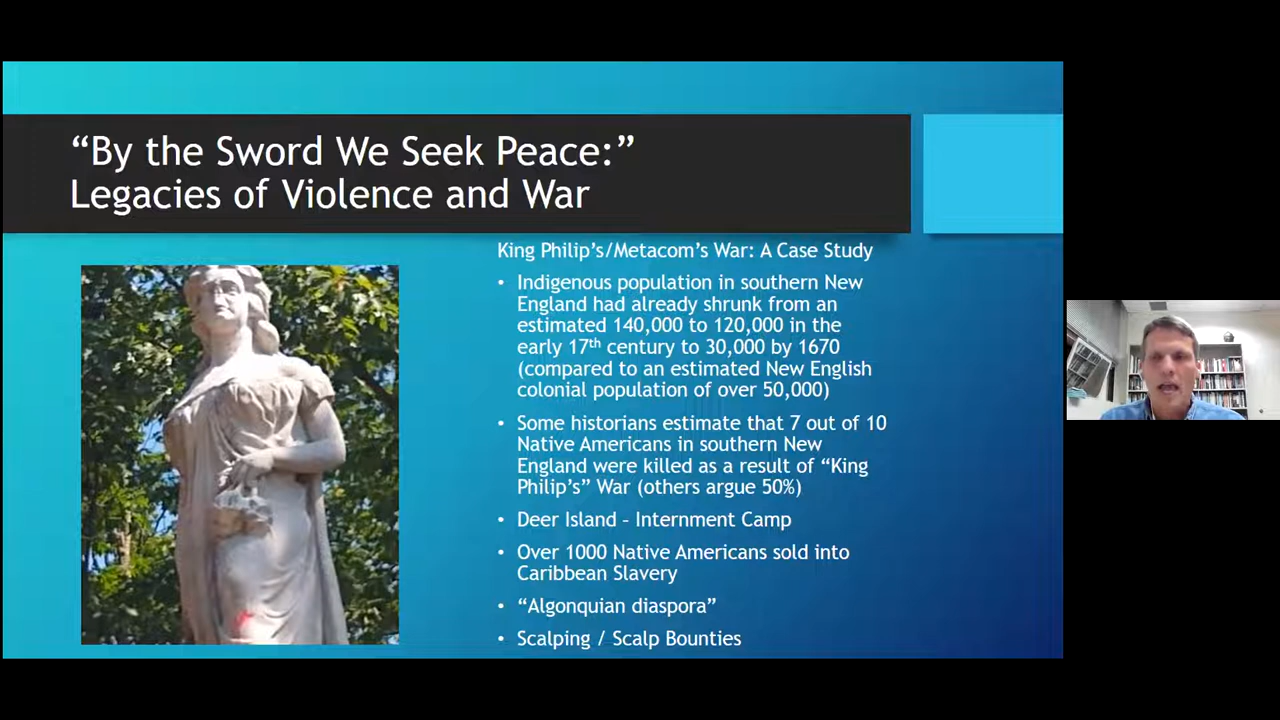 “By the Sword We Seek Peace:”
Legacies of Violence and War
King Philip’s/Metacom’s War: A Case Study
• Indigenous population in southern New
England had already shrunk from an
estimated 140,000 to 120,000 in the
early 17th century to 30,000 by 1670
(compared to an estimated New English
colonial population of over 50,000)
• Some historians estimate that 7 out of 10
Native Americans in southern New
England were killed as a result of “King
Philip’s” War (others argue 50%)
• Deer Island – Internment Camp
• Over 1000 Native Americans sold into
Caribbean Slavery
• “Algonquian diaspora”
• Scalping / Scalp Bounties